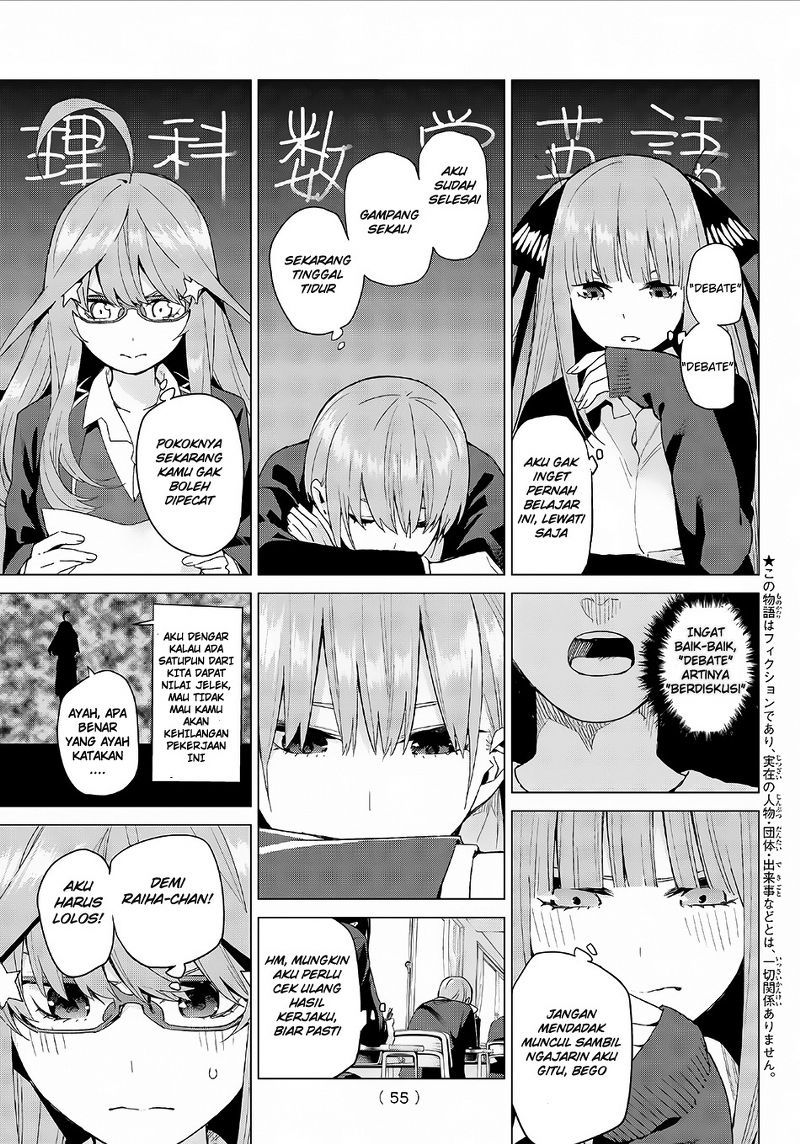 英語
"DEBATE"
"DEBATE"
AKU GAK
INGET
PERNAH
BELAJAR
INI, LEWATI
SAJA
INGAT
BAIK-BAIK,
"DEBATE"
ARTINYA
"BERDISKUSI"
JANGAN
MENDADAK
MUNCUL SAMBIL
NGAJARIN AKU
GITU, BEGO
数学
AKU
SUDAH
SELESAI
GAMPANG
SEKALI
SEKARANG
TINGGAL
TIDUR
HM, MUNGKIN
AKU PERLU
CEK ULANG
HASIL
KERJAKU,
BIAR PASTI
理科
POKOKNYA
SEKARANG
KAMU GAK
BOLEH
DIPECAT
AKU DENGAR
KALAU ADA
SATUPUN DARI
KITA DAPAT
NILAI JELEK,
MAU TIDAK
MAU KAMU
AKAN
KEHILANGAN
PEKERJAAN
INI
AYAH, APA
BENAR
YANG AYAH
KATAKAN
....
DEMI
RAIHA-CHAN!
AKU
HARUS
LOLOS!
( 55 )
★この物語はフィクションであり、実在の人物・団体・出来事などとは、一切関係ありません。